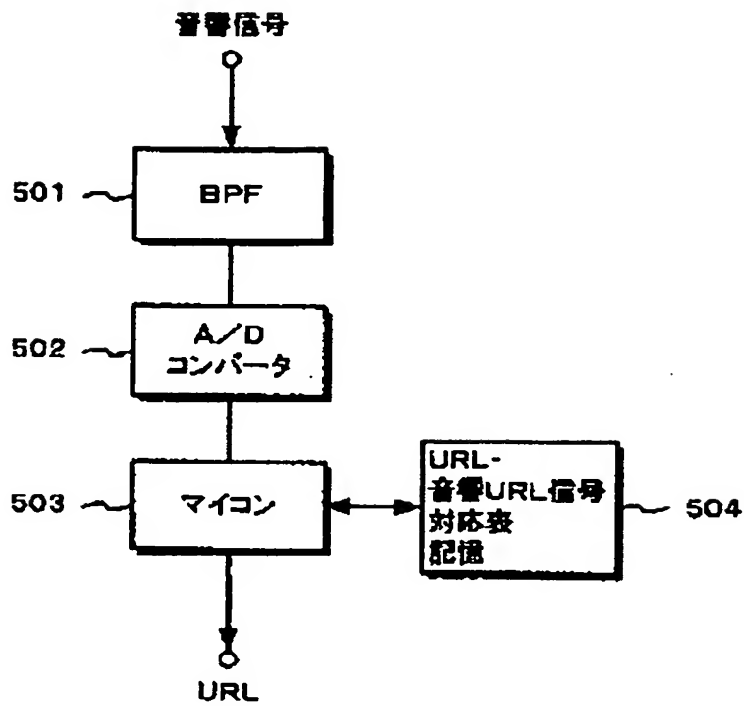 音響信号
501
BPF
502
A/D
コンバータ
503
マイコン
URL-
音響URL信号
対応表
記憶
504
URL